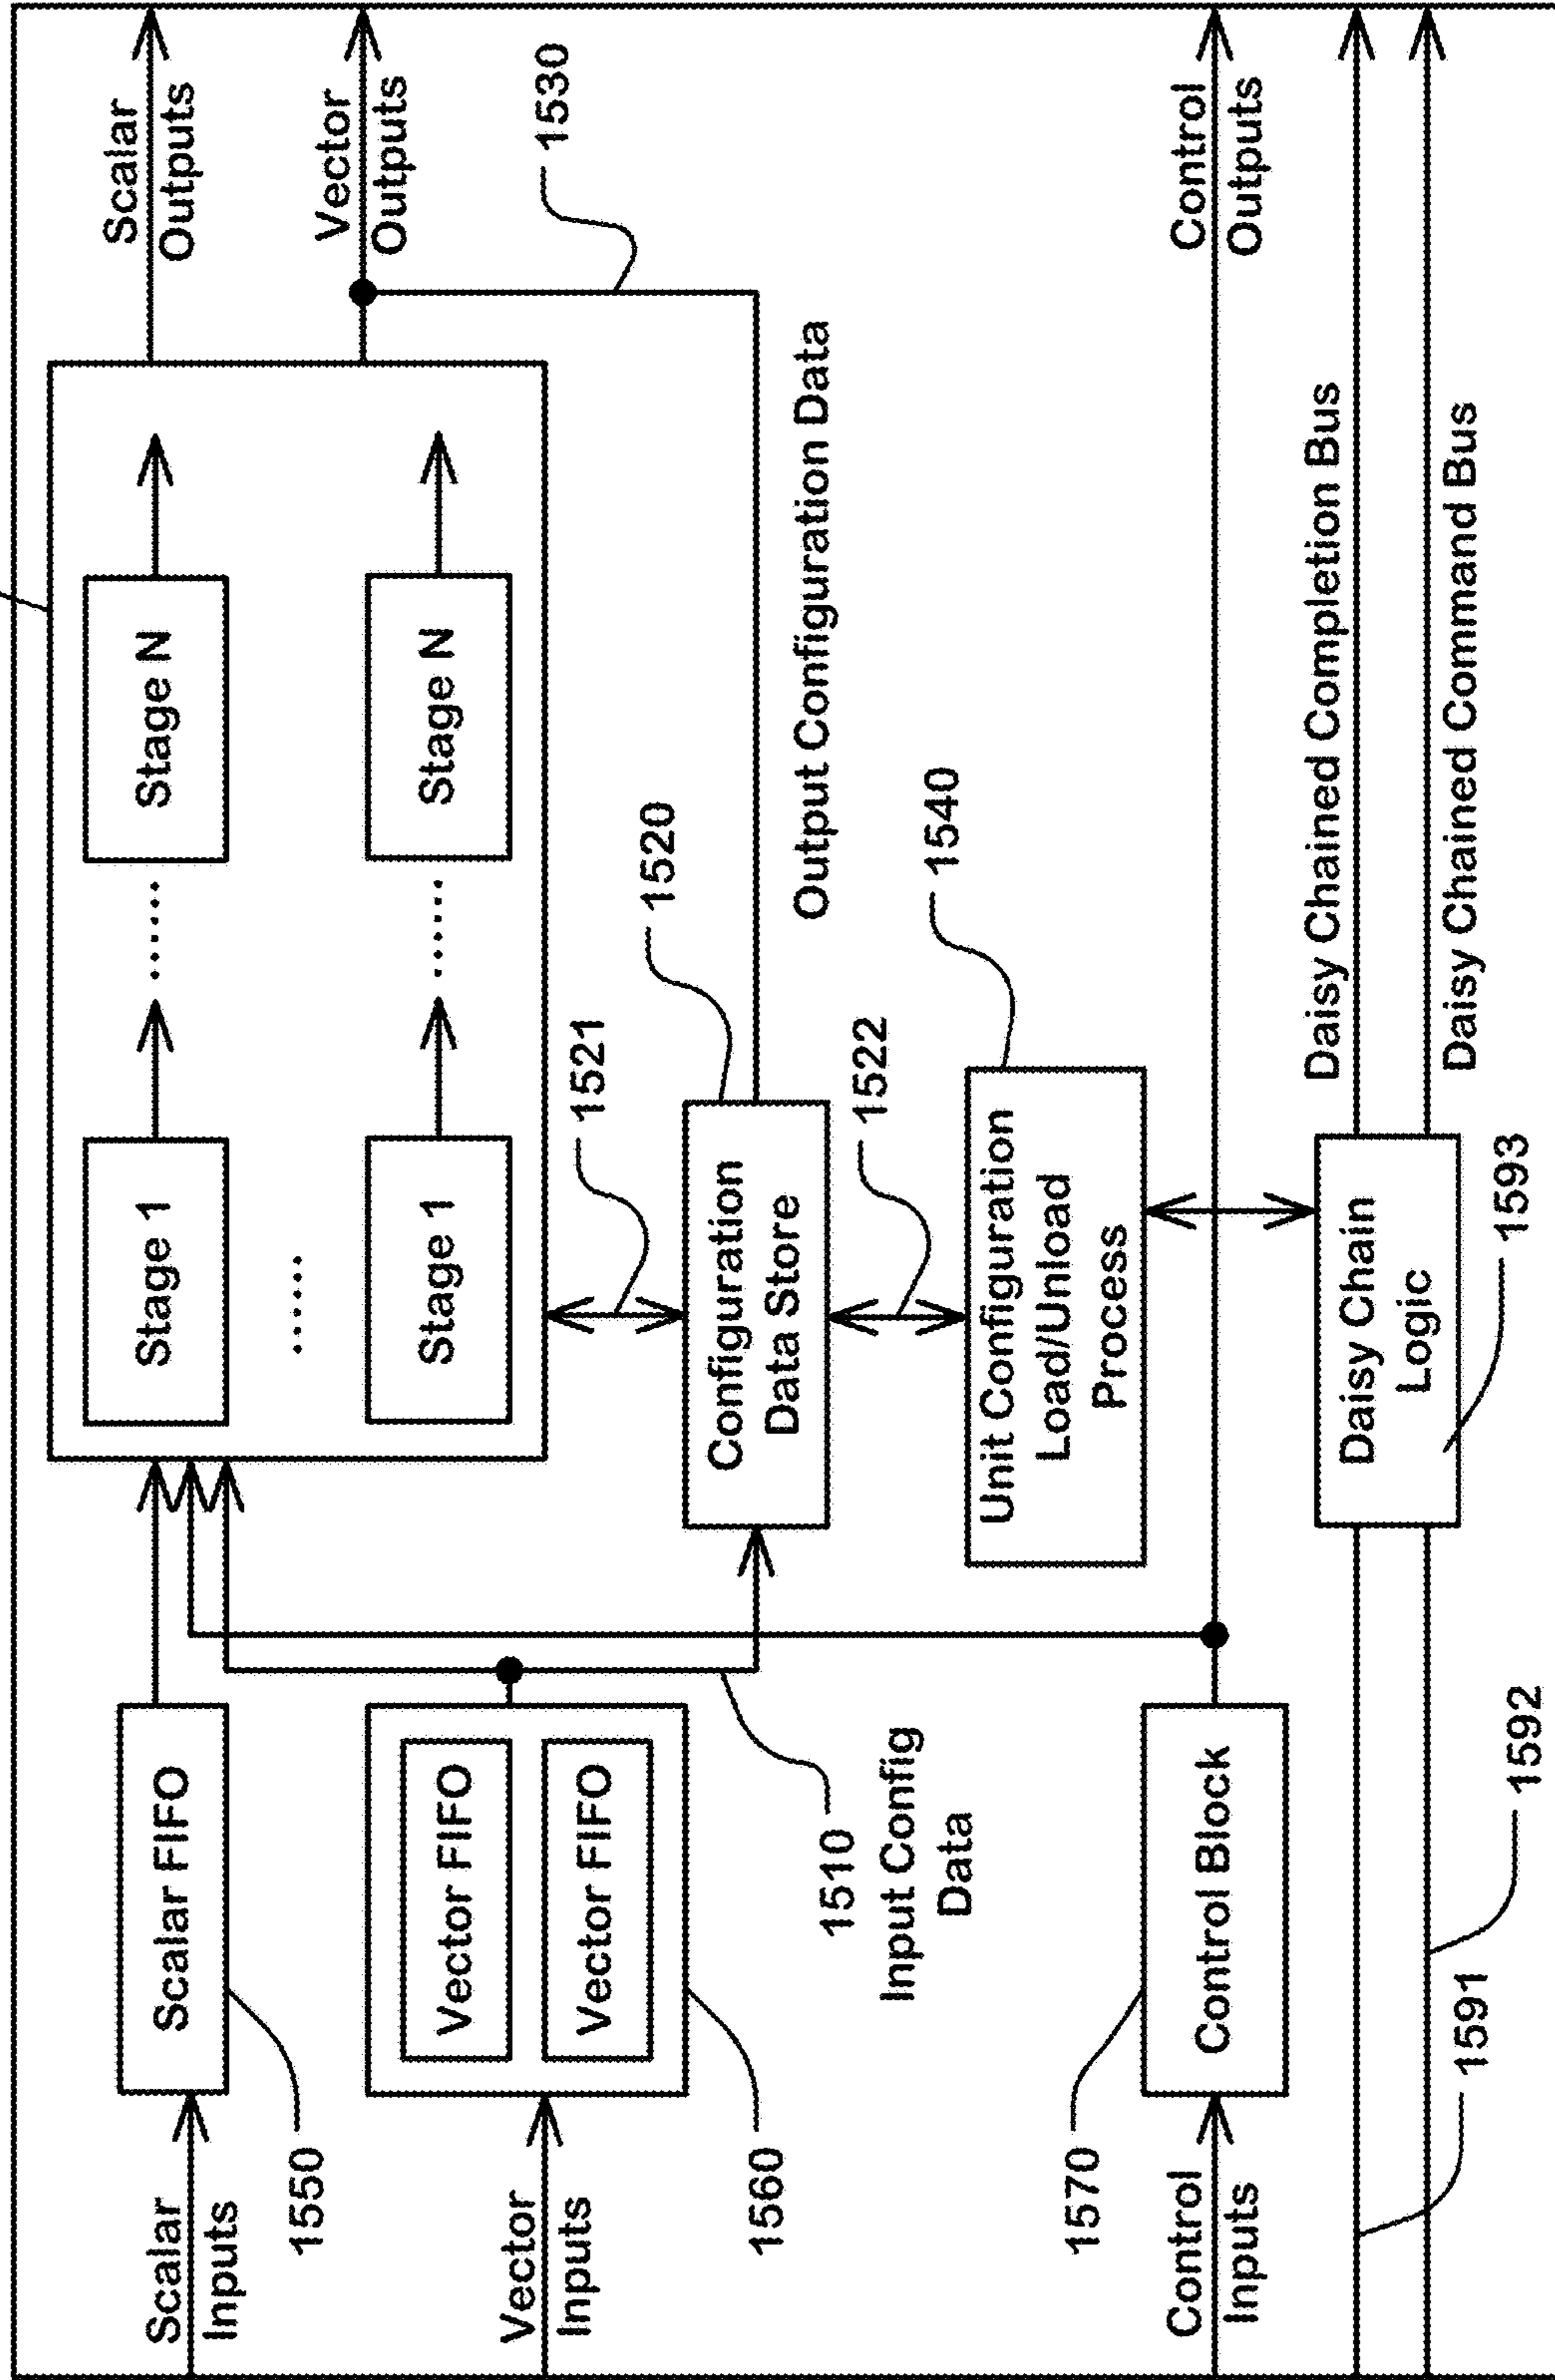 Scalar
Inputs
1550
Scalar FIFO
Vector
Inputs
1560
Vector FIFO
Vector FIFO
1510
Input Config
Data
Stage 1
......
Stage N
......
Stage 1
......
Stage N
Scalar
Outputs
Vector
Outputs
1530
1521
Configuration
Data Store
1520
Output Configuration Data
1522
Unit Configuration
Load/Unload
Process
1540
1570
Control
Inputs
Control Block
Control
Outputs
1591
1592
Daisy Chain
Logic
1593
Daisy Chained Completion Bus
Daisy Chained Command Bus